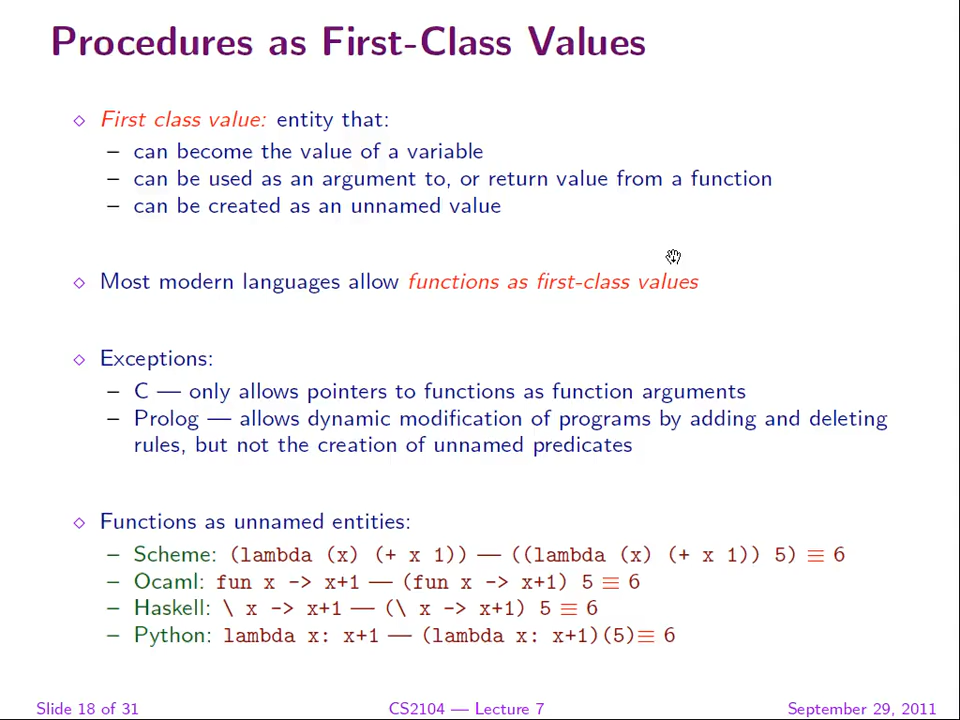 Procedures as First-Class Values
◇ First class value: entity that:
– can become the value of a variable
– can be used as an argument to, or return value from a function
– can be created as an unnamed value
◇ Most modern languages allow functions as first-class values
◇ Exceptions:
– C — only allows pointers to functions as function arguments
– Prolog — allows dynamic modification of programs by adding and deleting
rules, but not the creation of unnamed predicates
◇ Functions as unnamed entities:
– Scheme: (lambda (x) (+ x 1)) — ((lambda (x) (+ x 1)) 5) ≡ 6
– Ocaml: fun x -> x+1 — (fun x -> x+1) 5 ≡ 6
– Haskell: \ x -> x+1 — (\ x -> x+1) 5 ≡ 6
– Python: lambda x: x+1 — (lambda x: x+1)(5)≡ 6
Slide 18 of 31 CS2104 — Lecture 7 September 29, 2011